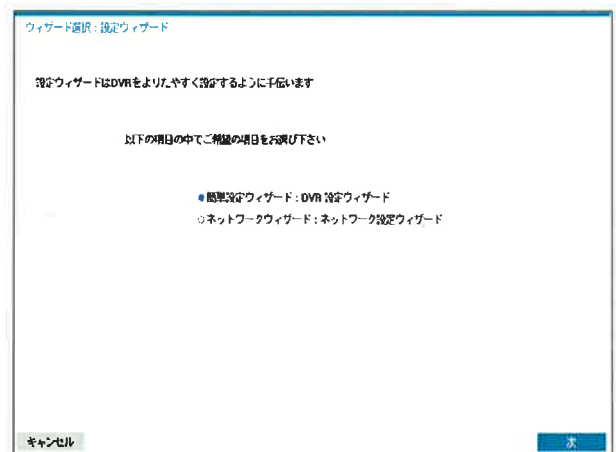 ウィザード選択 : 設定ウィザード
設定ウィザードはDVRをよりたやすく設定するように手伝います
以下の項目の中でご希望の項目をお選び下さい
簡単設定ウィザード : DVR 設定ウィザード
ネットワークウィザード : ネットワーク設定ウィザード
キャンセル
次